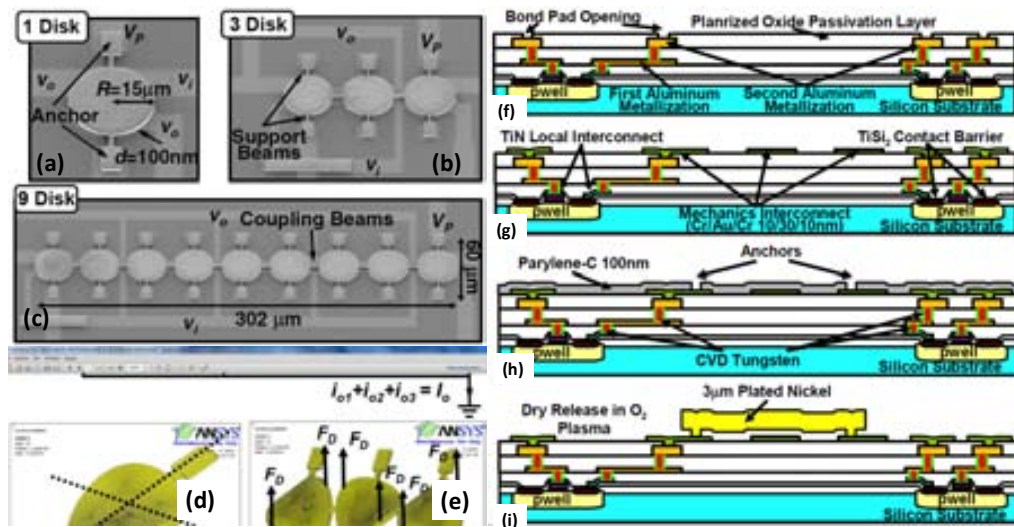 1 Disk
V_P
v_o
R=15μm
v_i
Anchor
v_o
d=100nm
(a)
3 Disk
v_o
V_P
Support
Beams
v_i
(b)
9 Disk
v_o
Coupling Beams
V_P
60 μm
(c)
v_i
302 μm
i_o1+i_o2+i_o3 = I_o
ANSYS
(d)
ANSYS
F_D
F_D
F_D
F_D
F_D
F_D
F_D
(e)
Bond Pad Opening
Planrized Oxide Passivation Layer
pwell
First Aluminum
Metallization
Second Aluminum
Metallization
pwell
Silicon Substrate
(f)
TiN Local Interconnect
TiSi₂ Contact Barrier
pwell
Mechanics Interconnect
(Cr/Au/Cr 10/30/10nm)
pwell
Silicon Substrate
(g)
Parylene-C 100nm
Anchors
pwell
CVD Tungsten
pwell
Silicon Substrate
(h)
3μm Plated Nickel
Dry Release in O₂
Plasma
pwell
pwell
Silicon Substrate
(i)